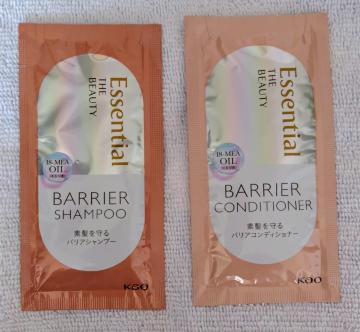 Essential
THE
BEAUTY
18-MEA
OIL
BARRIER
SHAMPOO
素髪を守る
バリアシャンプー
Kao
Essential
THE
BEAUTY
18-MEA
OIL
BARRIER
CONDITIONER
素髪を守る
バリアコンディショナー
Kao